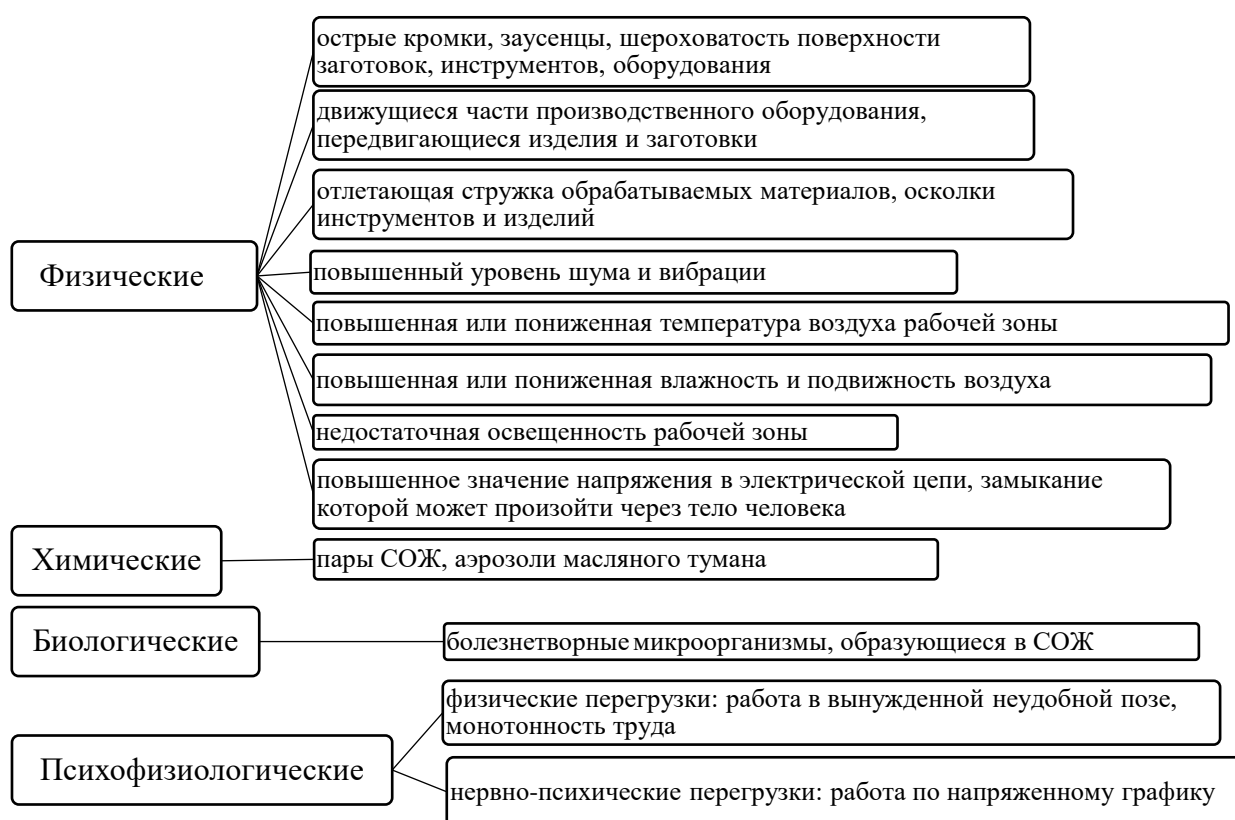 острые кромки, заусенцы, шероховатость поверхности
заготовок, инструментов, оборудования
движущиеся части производственного оборудования,
передвигающиеся изделия и заготовки
отлетающая стружка обрабатываемых материалов, осколки
инструментов и изделий
Физические
повышенный уровень шума и вибрации
повышенная или пониженная температура воздуха рабочей зоны
повышенная или пониженная влажность и подвижность воздуха
недостаточная освещенность рабочей зоны
повышенное значение напряжения в электрической цепи, замыкание
которой может произойти через тело человека
Химические
пары СОЖ, аэрозоли масляного тумана
Биологические
болезнетворные микроорганизмы, образующиеся в СОЖ
физические перегрузки: работа в вынужденной неудобной позе,
монотонность труда
Психофизиологические
нервно-психические перегрузки: работа по напряженному графику